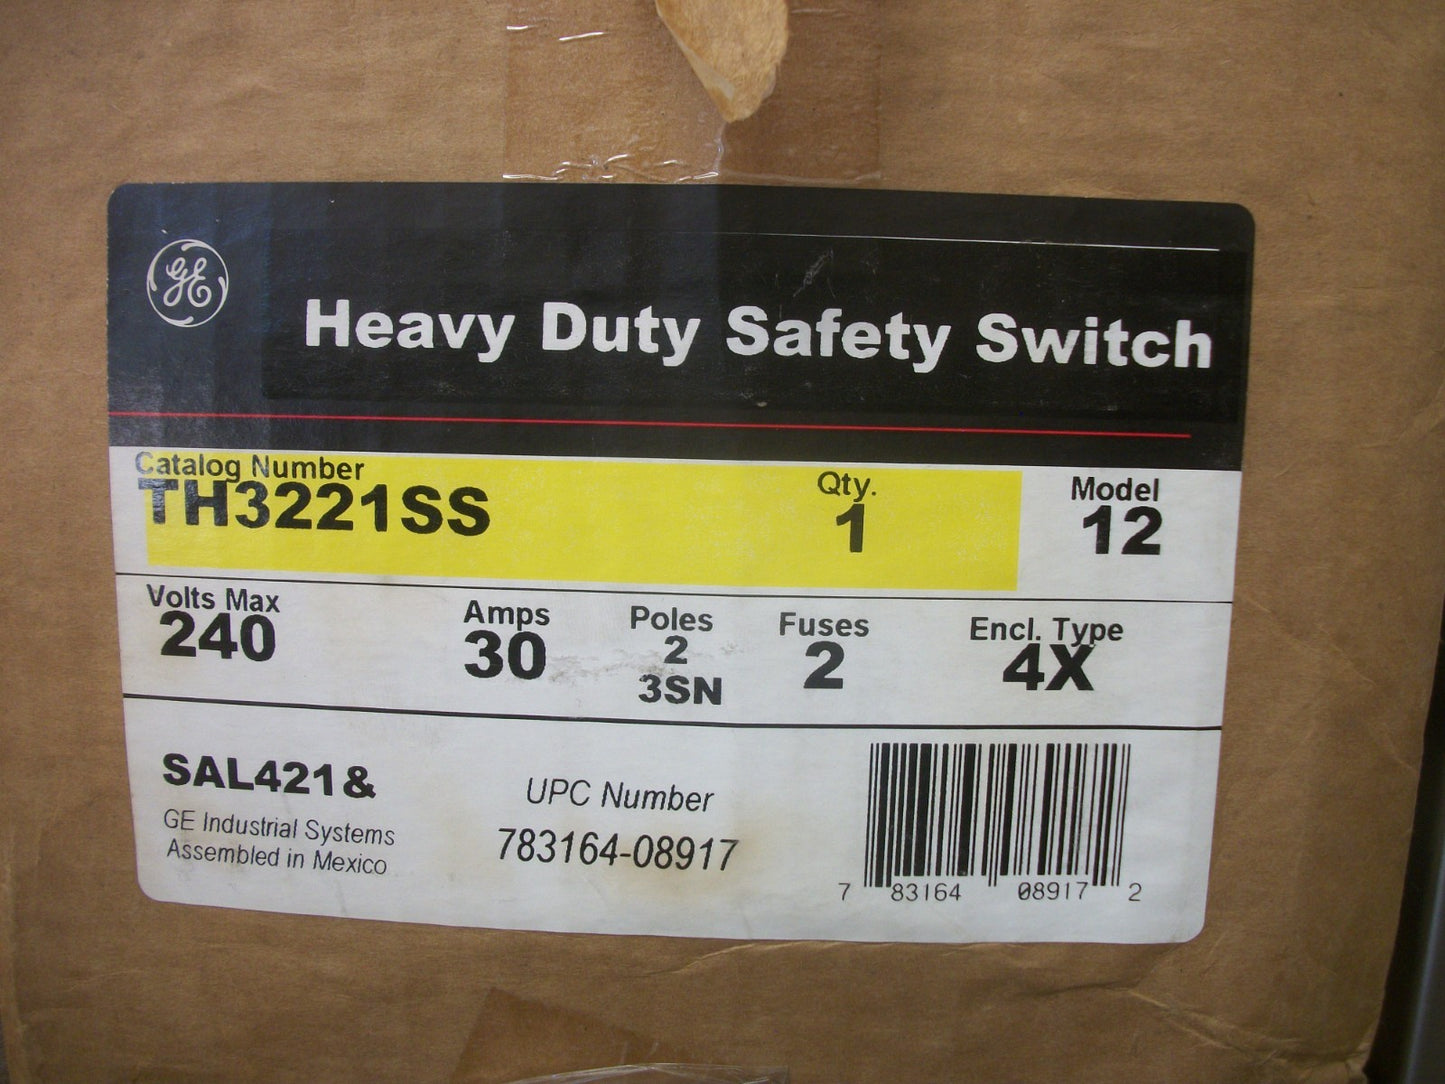 GE
Heavy Duty Safety Switch
Catalog Number Qty. Model
TH3221SS 1 12
Volts Max Amps Poles Fuses Encl. Type
240 30 2 2 4X
3SN
SAL421&
GE Industrial Systems
Assembled in Mexico
UPC Number
783164-08917
7 83164 08917 2